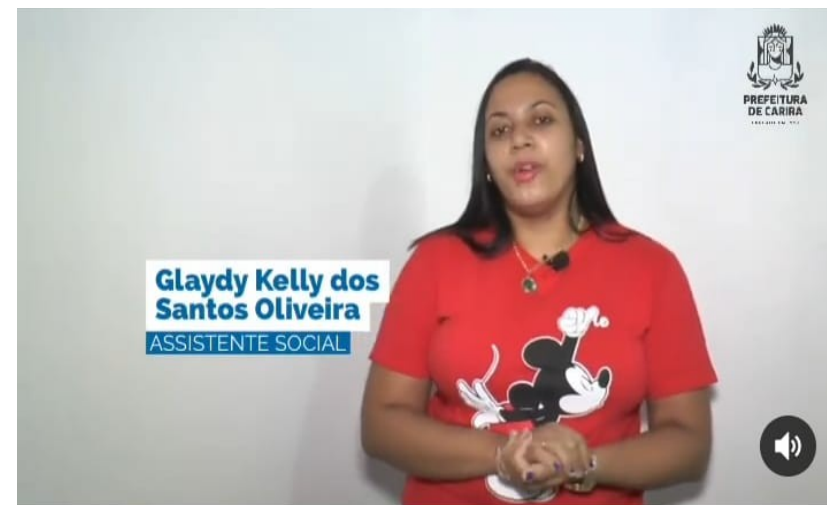 PREFEITURA
DE CARIRA
Glaydy Kelly dos
Santos Oliveira
ASSISTENTE SOCIAL